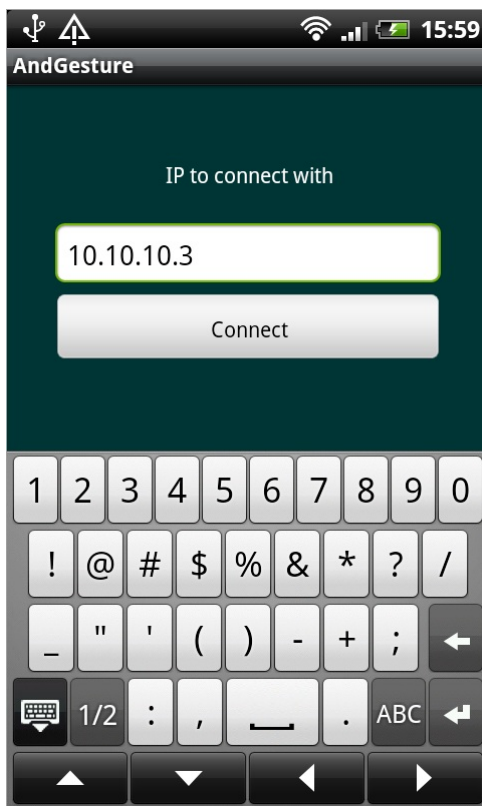 15:59
AndGesture
IP to connect with
10.10.10.3
Connect
1 2 3 4 5 6 7 8 9 0
! @ # $ % & * ? /
_ " ' ( ) - + ;
1/2 : , . ABC